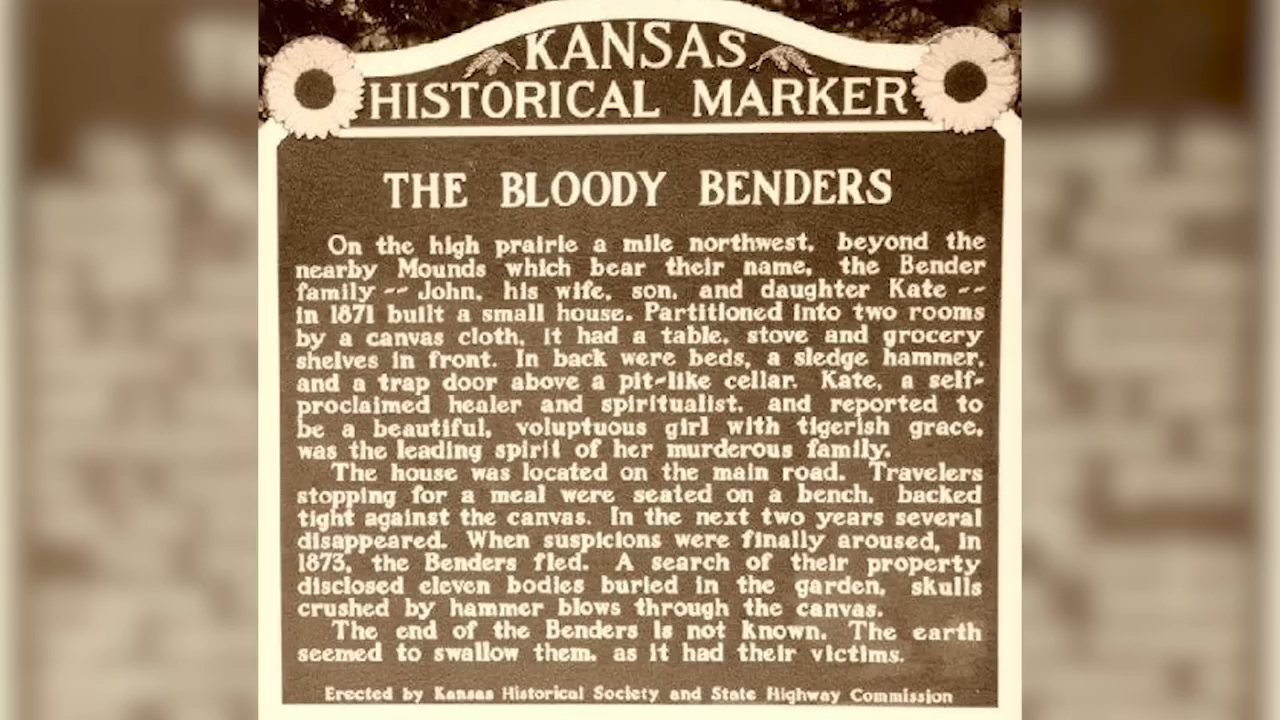 KANSAS
HISTORICAL MARKER
THE BLOODY BENDERS
On the high prairie a mile northwest, beyond the
nearby Mounds which bear their name, the Bender
family -- John, his wife, son, and daughter Kate --
in 1871 built a small house. Partitioned into two rooms
by a canvas cloth, it had a table, stove and grocery
shelves in front. In back were beds, a sledge hammer,
and a trap door above a pit-like cellar. Kate, a self-
proclaimed healer and spiritualist, and reported to
be a beautiful, voluptuous girl with tigerish grace,
was the leading spirit of her murderous family.
The house was located on the main road. Travelers
stopping for a meal were seated on a bench, backed
tight against the canvas. In the next two years several
disappeared. When suspicions were finally aroused, in
1873, the Benders fled. A search of their property
disclosed eleven bodies buried in the garden, skulls
crushed by hammer blows through the canvas.
The end of the Benders is not known. The earth
seemed to swallow them, as it had their victims.
Erected by Kansas Historical Society and State Highway Commission